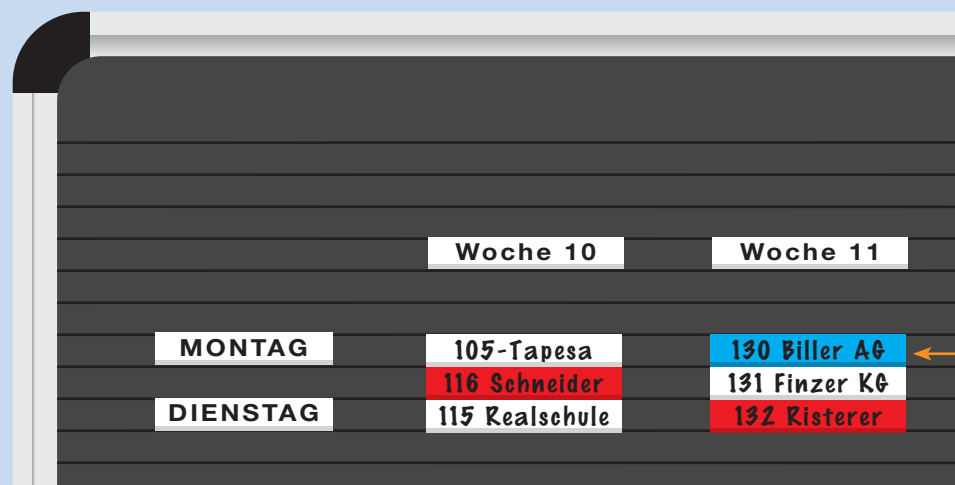 Woche 10 Woche 11
MONTAG 105-Tapesa 130 Biller AG
116 Schneider 131 Finzer KG
DIENSTAG 115 Realschule 132 Risterer